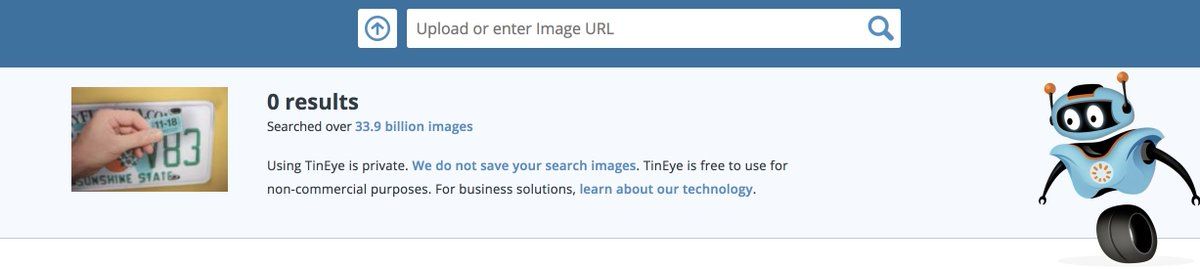 Upload or enter Image URL
11-18
V83
SUNSHINE STATE
0 results
Searched over 33.9 billion images
Using TinEye is private. We do not save your search images. TinEye is free to use for
non-commercial purposes. For business solutions, learn about our technology.